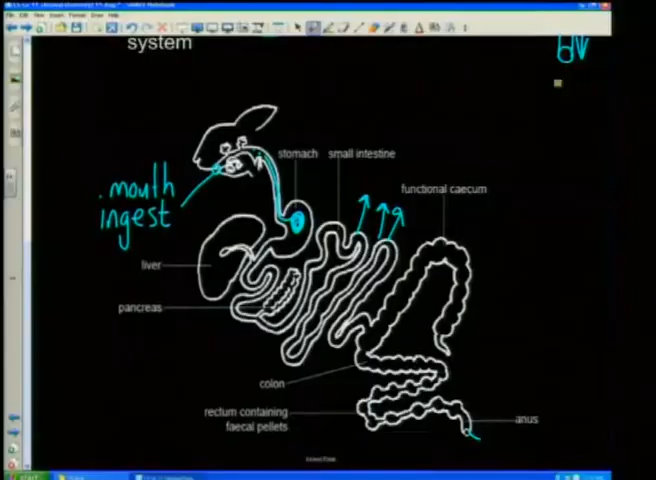 system
stomach
small intestine
functional caecum
mouth
ingest
liver
pancreas
colon
rectum containing
faecal pellets
anus